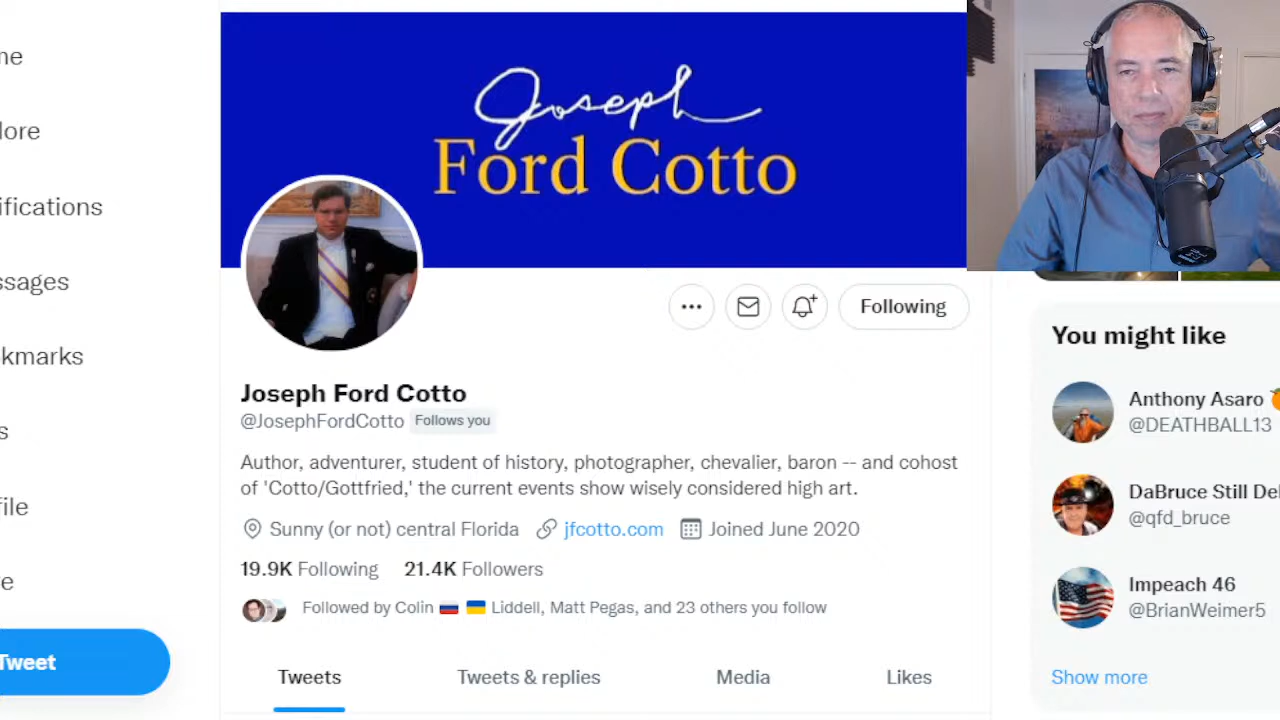 me
lore
ifications
ssages
kmarks
s
file
e
Tweet
Joseph
Ford Cotto
Following
Joseph Ford Cotto
@JosephFordCotto Follows you
Author, adventurer, student of history, photographer, chevalier, baron -- and cohost
of 'Cotto/Gottfried,' the current events show wisely considered high art.
Sunny (or not) central Florida jfcotto.com Joined June 2020
19.9K Following 21.4K Followers
Followed by Colin Liddell, Matt Pegas, and 23 others you follow
Tweets Tweets & replies Media Likes
You might like
Anthony Asaro
@DEATHBALL13
DaBruce Still De
@qfd_bruce
Impeach 46
@BrianWeimer5
Show more